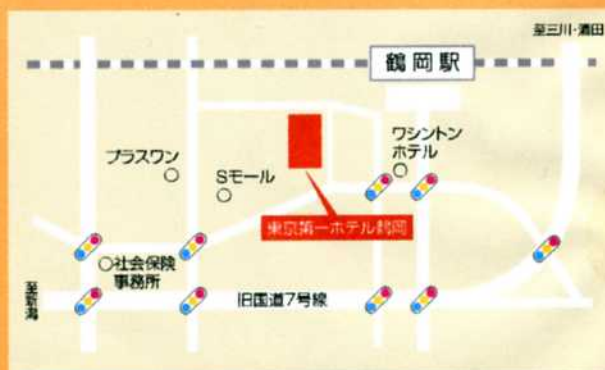 至三川・酒田
鶴岡駅
ワシントン
ホテル
プラスワン
Sモール
東京第一ホテル鶴岡
社会保険
事務所
旧国道7号線
至新潟